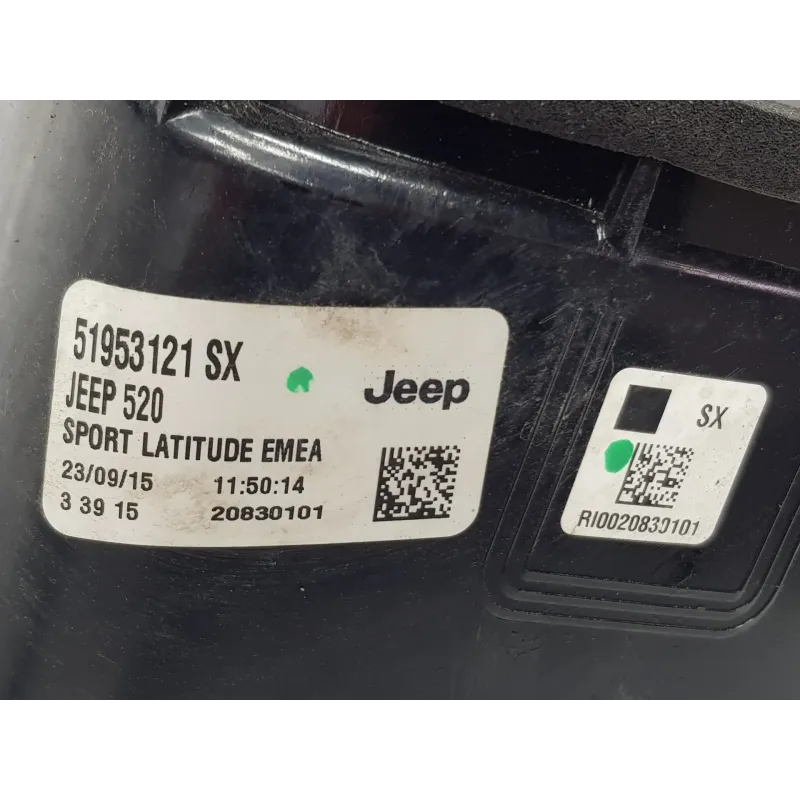 51953121 SX
JEEP 520
Jeep
SPORT LATITUDE EMEA
23/09/15 11:50:14
3 39 15 20830101
SX
RI0020830101